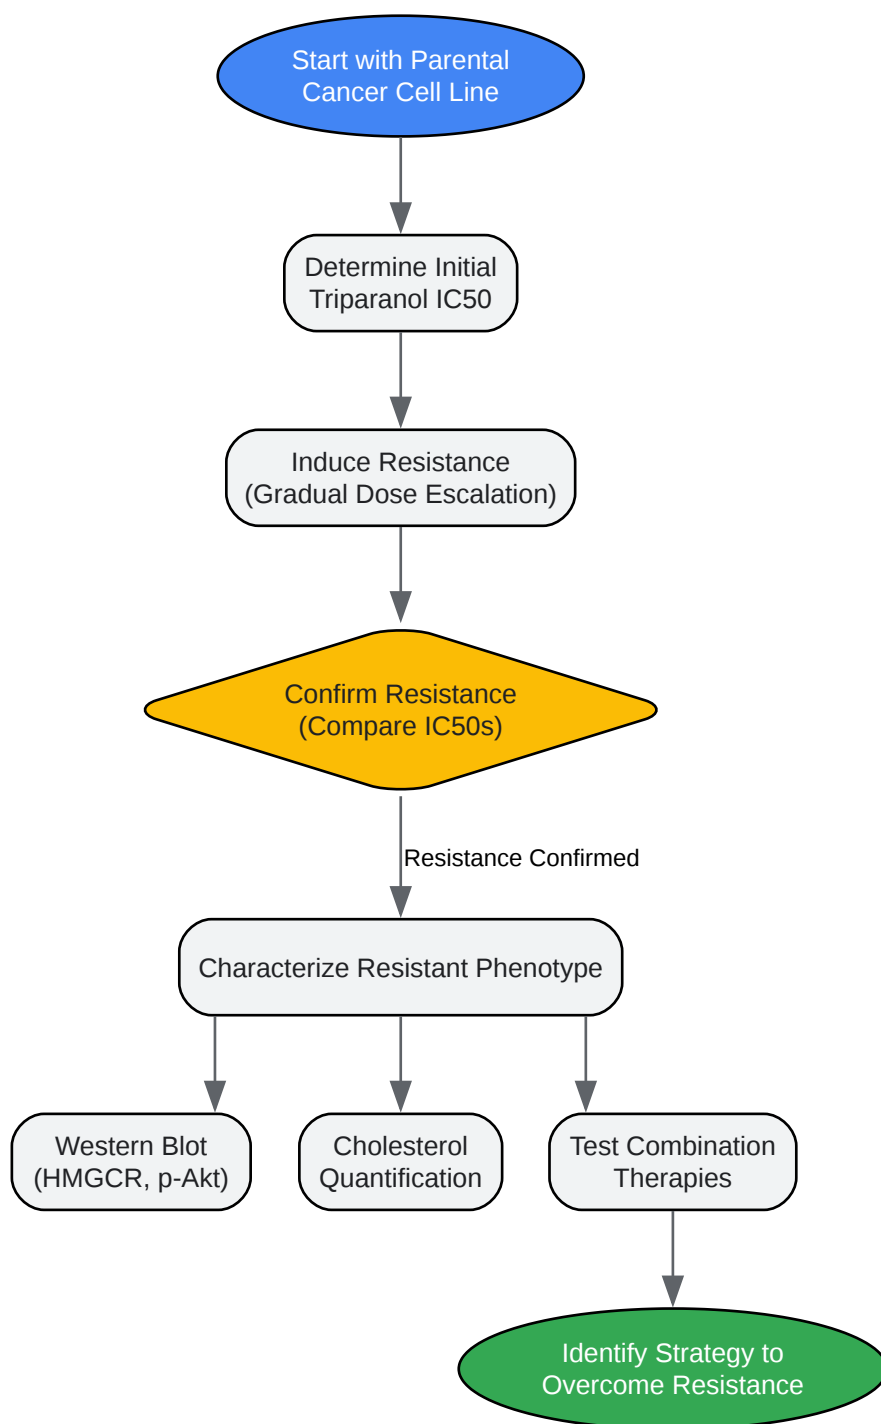 Start with Parental
Cancer Cell Line
Determine Initial
Triparanol IC50
Induce Resistance
(Gradual Dose Escalation)
Confirm Resistance
(Compare IC50s)
Resistance Confirmed
Characterize Resistant Phenotype
Western Blot
(HMGCR, p-Akt)
Cholesterol
Quantification
Test Combination
Therapies
Identify Strategy to
Overcome Resistance